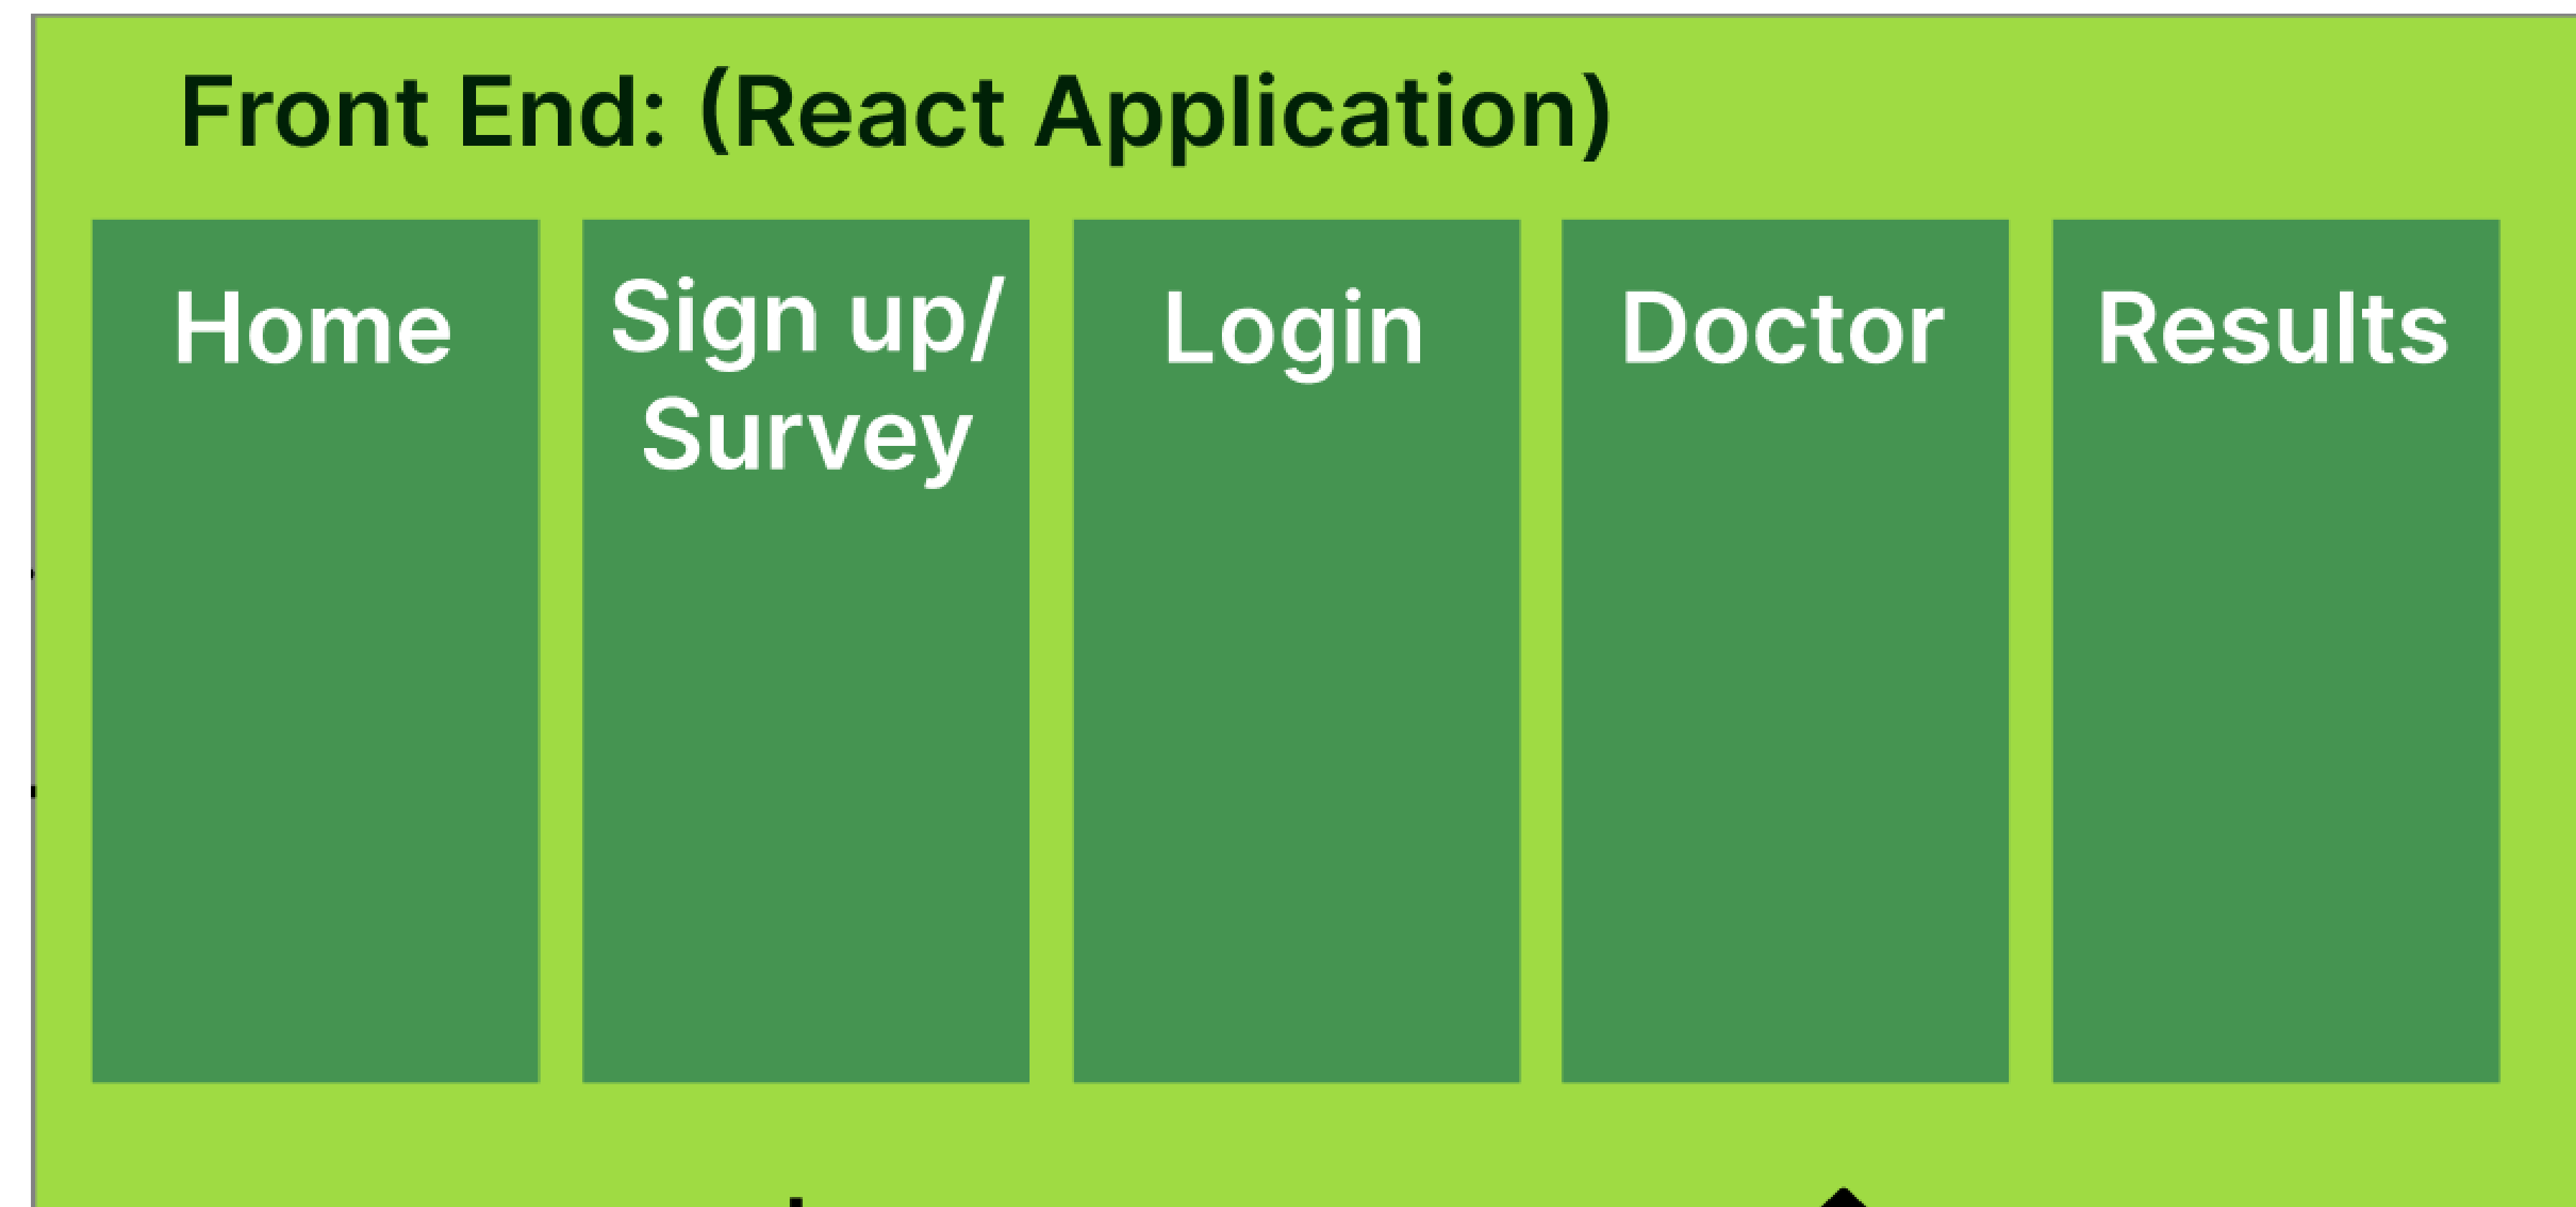 Front End: (React Application)
Home
Sign up/
Survey
Login
Doctor
Results